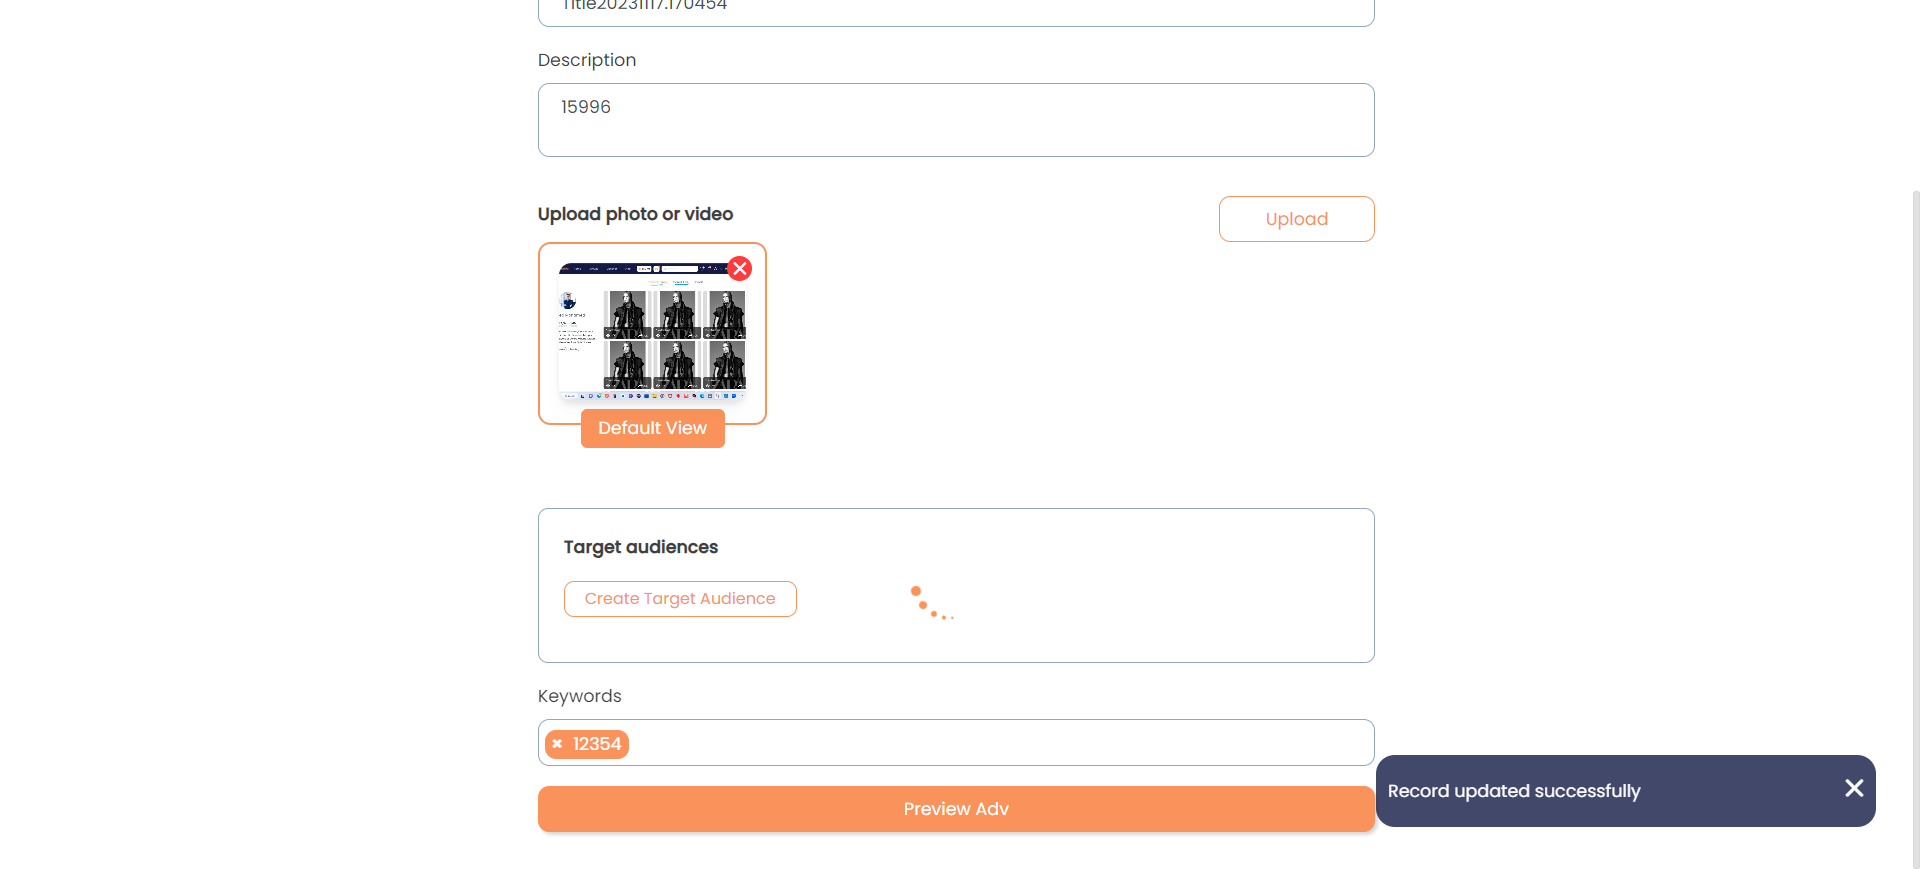 Title20231117.170454
Description
15996
Upload photo or video
Upload
Default View
Target audiences
Create Target Audience
Keywords
✖ 12354
Preview Adv
Record updated successfully